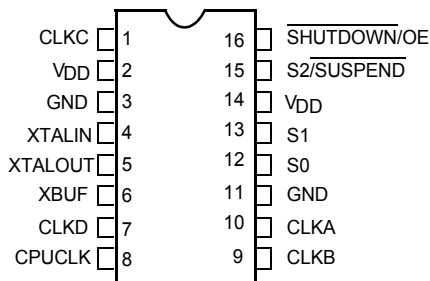 CLKC 1 16 SHUTDOWN/OE
VDD 2 15 S2/SUSPEND
GND 3 14 VDD
XTALIN 4 13 S1
XTALOUT 5 12 S0
XBUF 6 11 GND
CLKD 7 10 CLKA
CPUCLK 8 9 CLKB